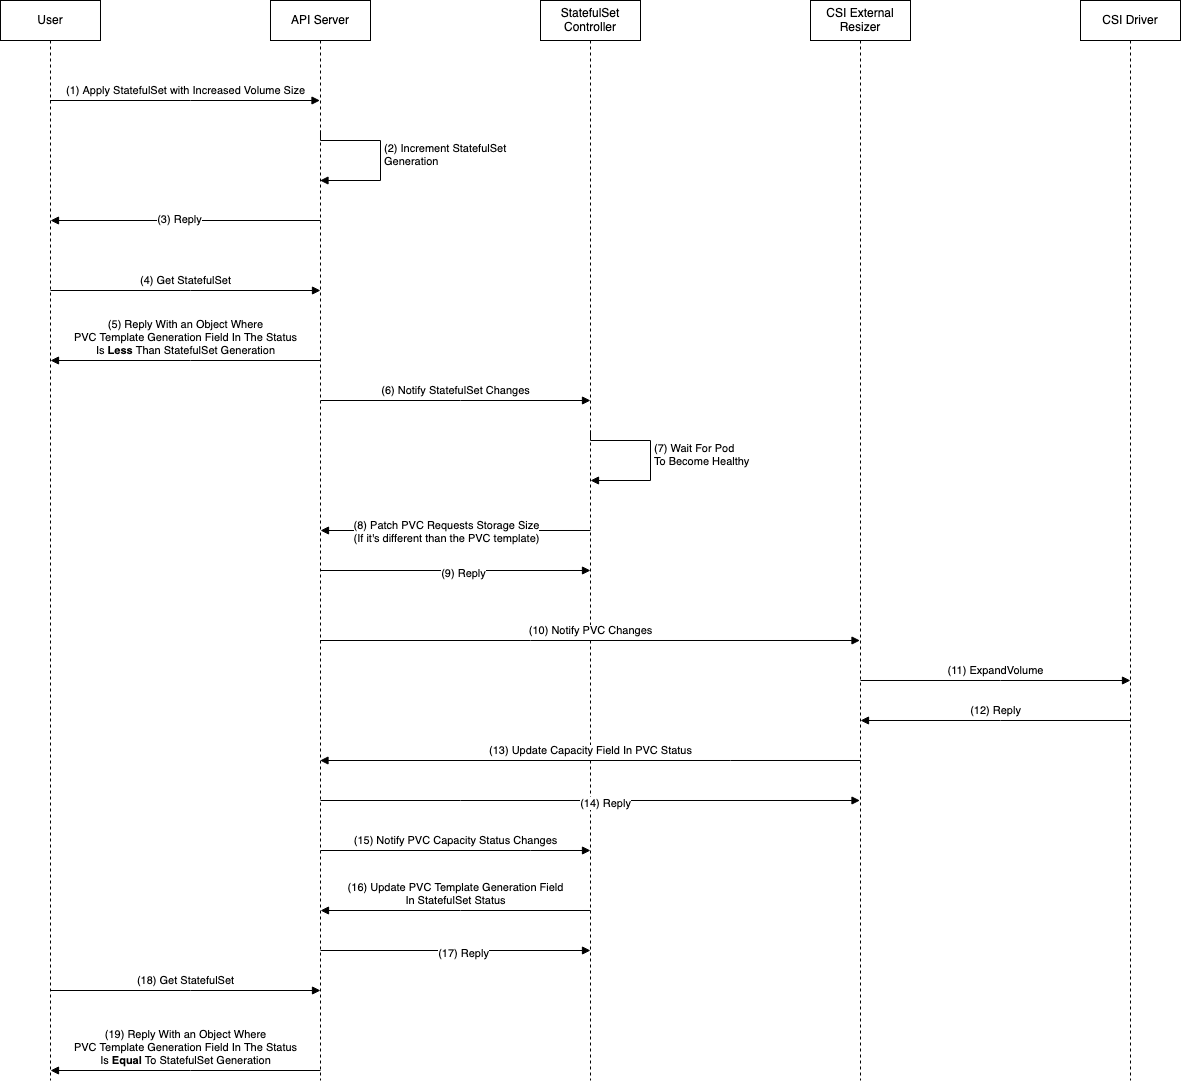 User
API Server
StatefulSet
Controller
CSI External
Resizer
CSI Driver
(1) Apply StatefulSet with Increased Volume Size
(2) Increment StatefulSet
Generation
(3) Reply
(4) Get StatefulSet
(5) Reply With an Object Where
PVC Template Generation Field In The Status
Is Less Than StatefulSet Generation
(6) Notify StatefulSet Changes
(7) Wait For Pod
To Become Healthy
(8) Patch PVC Requests Storage Size
(If it's different than the PVC template)
(9) Reply
(10) Notify PVC Changes
(11) ExpandVolume
(12) Reply
(13) Update Capacity Field In PVC Status
(14) Reply
(15) Notify PVC Capacity Status Changes
(16) Update PVC Template Generation Field
In StatefulSet Status
(17) Reply
(18) Get StatefulSet
(19) Reply With an Object Where
PVC Template Generation Field In The Status
Is Equal To StatefulSet Generation